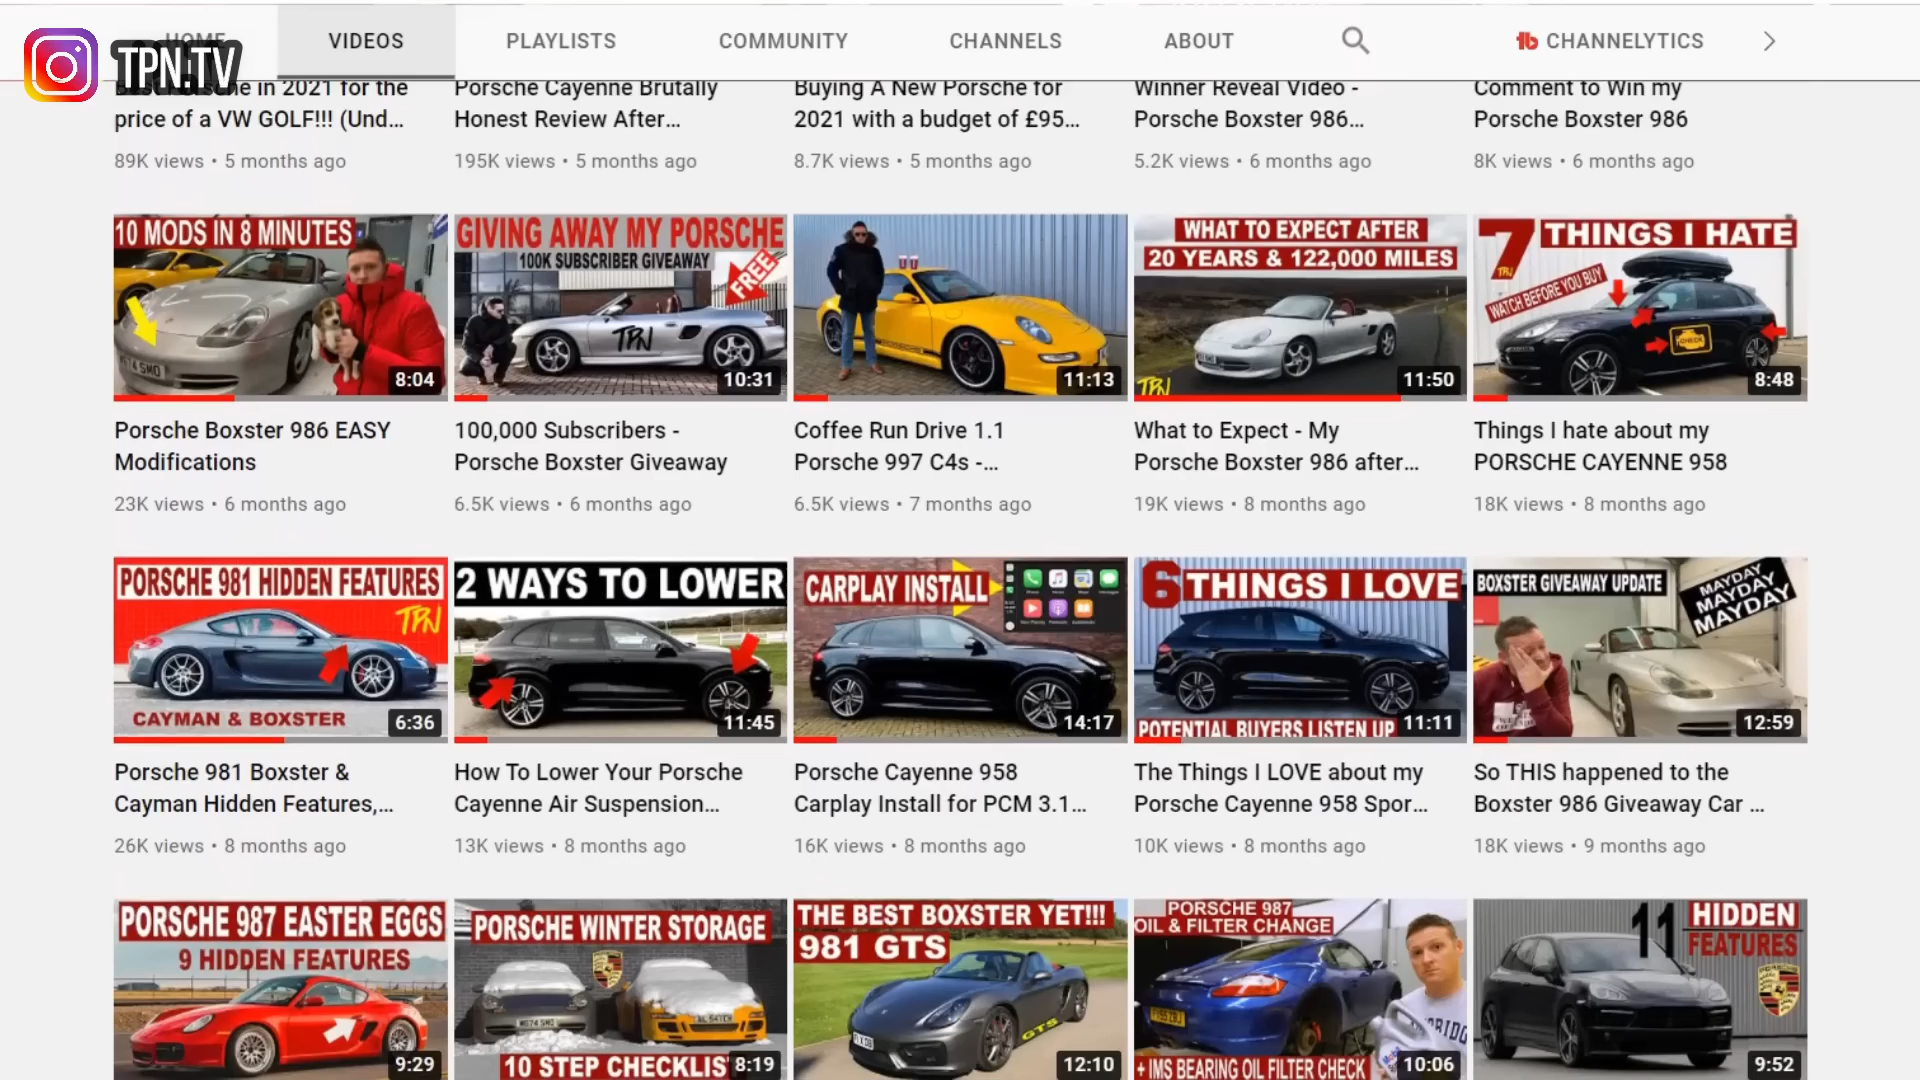 TPN.TV
HOME
VIDEOS
PLAYLISTS
COMMUNITY
CHANNELS
ABOUT
CHANNELYTICS
Best Porsche in 2021 for the
price of a VW GOLF!!! (Und...
89K views • 5 months ago
Porsche Cayenne Brutally
Honest Review After...
195K views • 5 months ago
Buying A New Porsche for
2021 with a budget of £95...
8.7K views • 5 months ago
Winner Reveal Video -
Porsche Boxster 986...
5.2K views • 6 months ago
Comment to Win my
Porsche Boxster 986
8K views • 6 months ago
10 MODS IN 8 MINUTES
8:04
Porsche Boxster 986 EASY
Modifications
23K views • 6 months ago
GIVING AWAY MY PORSCHE
100K SUBSCRIBER GIVEAWAY
FREE
TPN
10:31
100,000 Subscribers -
Porsche Boxster Giveaway
6.5K views • 6 months ago
11:13
Coffee Run Drive 1.1
Porsche 997 C4s -...
6.5K views • 7 months ago
WHAT TO EXPECT AFTER
20 YEARS & 122,000 MILES
TPN
11:50
What to Expect - My
Porsche Boxster 986 after...
19K views • 8 months ago
7 THINGS I HATE
TPN
WATCH BEFORE YOU BUY
CHECK
8:48
Things I hate about my
PORSCHE CAYENNE 958
18K views • 8 months ago
PORSCHE 981 HIDDEN FEATURES
TPN
CAYMAN & BOXSTER
6:36
Porsche 981 Boxster &
Cayman Hidden Features,...
26K views • 8 months ago
2 WAYS TO LOWER
11:45
How To Lower Your Porsche
Cayenne Air Suspension...
13K views • 8 months ago
CARPLAY INSTALL
14:17
Porsche Cayenne 958
Carplay Install for PCM 3.1...
16K views • 8 months ago
6 THINGS I LOVE
POTENTIAL BUYERS LISTEN UP
11:11
The Things I LOVE about my
Porsche Cayenne 958 Spor...
10K views • 8 months ago
BOXSTER GIVEAWAY UPDATE
MAYDAY
MAYDAY
MAYDAY
12:59
So THIS happened to the
Boxster 986 Giveaway Car ...
18K views • 9 months ago
PORSCHE 987 EASTER EGGS
9 HIDDEN FEATURES
9:29
PORSCHE WINTER STORAGE
10 STEP CHECKLIS
8:19
THE BEST BOXSTER YET!!!
981 GTS
GTS
12:10
PORSCHE 987
OIL & FILTER CHANGE
+ IMS BEARING OIL FILTER CHECK
10:06
11 HIDDEN
FEATURES
9:52